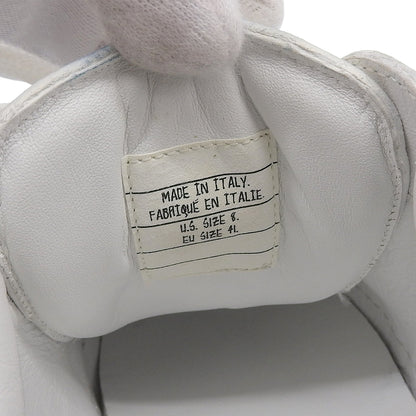 MADE IN ITALY.
FABRIQUÉ EN ITALIE.
U.S. SIZE 8.
EU SIZE 41.